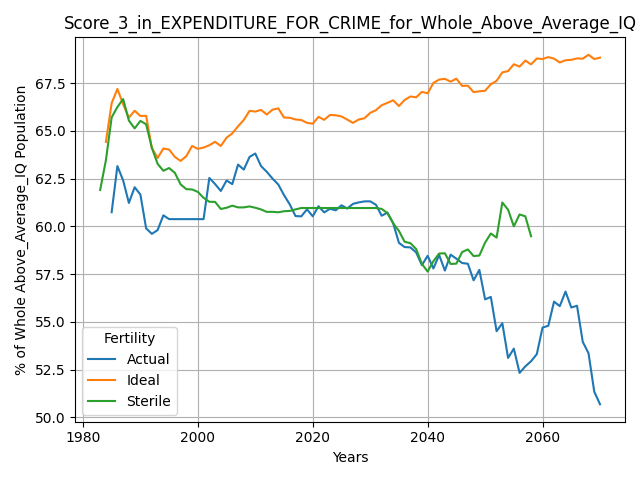 Score_3_in_EXPENDITURE_FOR_CRIME_for_Whole_Above_Average_IQ
% of Whole Above_Average_IQ Population
67.5
65.0
62.5
60.0
57.5
55.0
52.5
50.0
Fertility
Actual
Ideal
Sterile
1980
2000
2020
2040
2060
Years